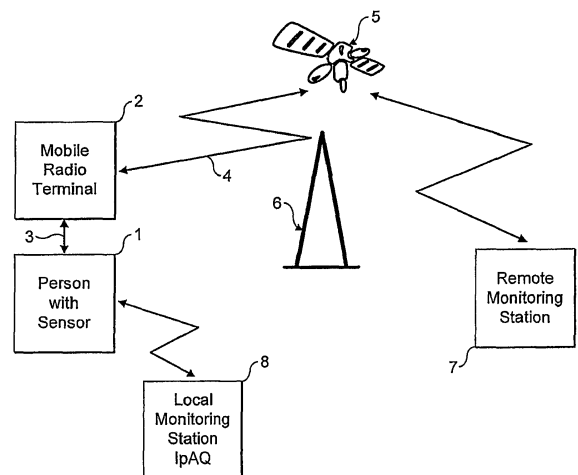 5
2
Mobile
Radio
Terminal
4
3
1
6
Person
with
Sensor
Remote
Monitoring
Station
7
8
Local
Monitoring
Station
IpAQ